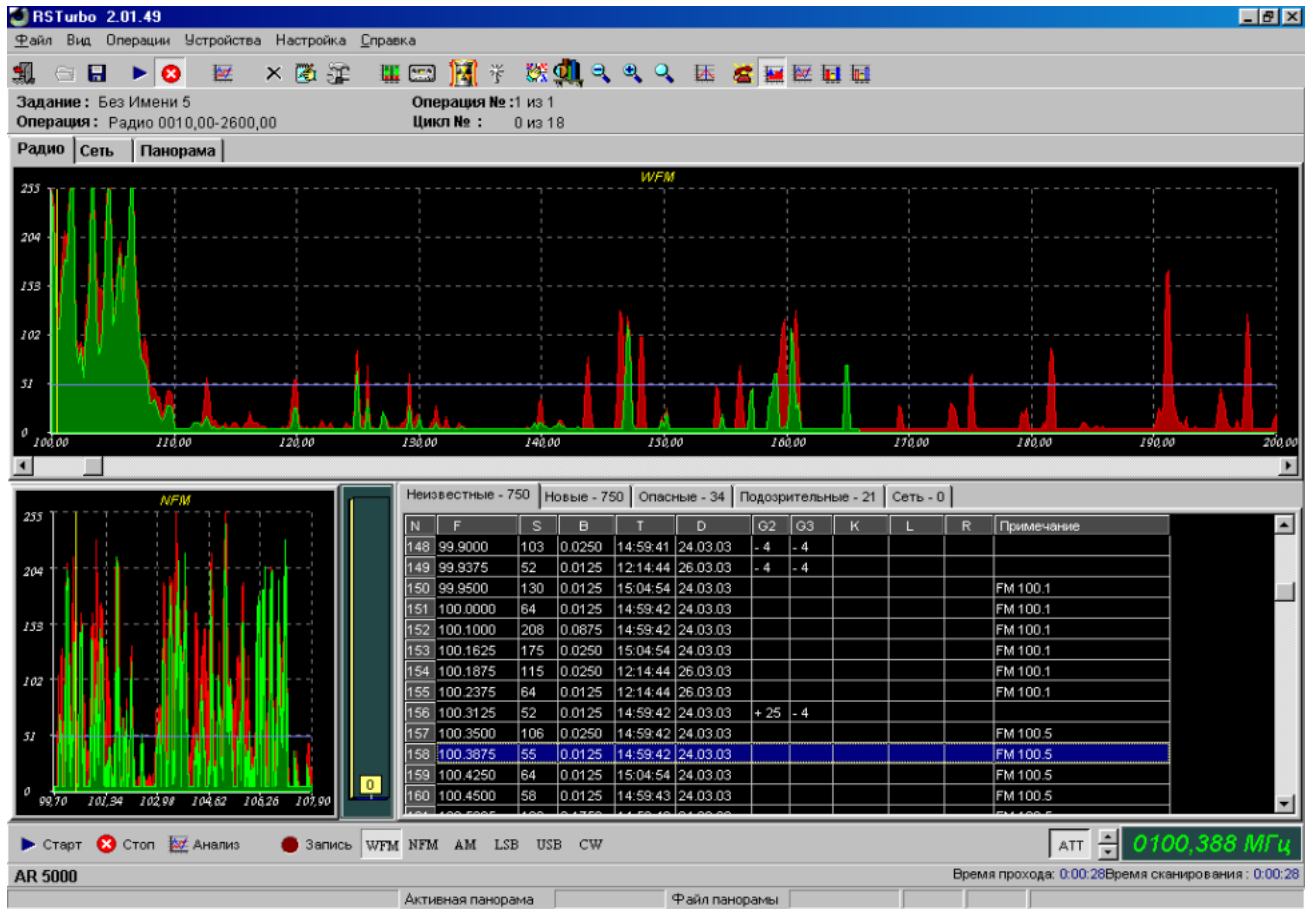 RSTurbo 2.01.49
Файл Вид Операции Устройства Настройка Справка
Задание : Без Имени 5 Операция № :1 из 1
Операция : Радио 0010,00-2600,00 Цикл № : 0 из 18
Радио Сеть Панорама
WFM
255
204
153
102
51
0
100,00 110,00 120,00 130,00 140,00 150,00 160,00 170,00 180,00 190,00 200,00
NFM
255
204
153
102
51
0
99,70 101,34 102,98 104,62 106,26 107,90
0
Неизвестные - 750 Новые - 750 Опасные - 34 Подозрительные - 21 Сеть - 0
N F S B T D G2 G3 K L R Примечание
148 99.9000 103 0.0250 14:59:41 24.03.03 - 4 - 4
149 99.9375 52 0.0125 12:14:44 26.03.03 - 4 - 4
150 99.9500 130 0.0125 15:04:54 24.03.03 FM 100.1
151 100.0000 64 0.0125 14:59:42 24.03.03 FM 100.1
152 100.1000 208 0.0875 14:59:42 24.03.03 FM 100.1
153 100.1625 175 0.0250 15:04:54 24.03.03 FM 100.1
154 100.1875 115 0.0250 12:14:44 26.03.03 FM 100.1
155 100.2375 64 0.0125 12:14:44 26.03.03 FM 100.1
156 100.3125 52 0.0125 14:59:42 24.03.03 + 25 - 4
157 100.3500 106 0.0250 14:59:42 24.03.03 FM 100.5
158 100.3875 55 0.0125 14:59:42 24.03.03 FM 100.5
159 100.4250 64 0.0125 15:04:54 24.03.03 FM 100.5
160 100.4500 58 0.0125 14:59:43 24.03.03 FM 100.5
Старт Стоп Анализ Запись WFM NFM AM LSB USB CW ATT 0100,388 МГц
AR 5000 Время прохода: 0:00:28Время сканирования : 0:00:28
Активная панорама Файл панорамы